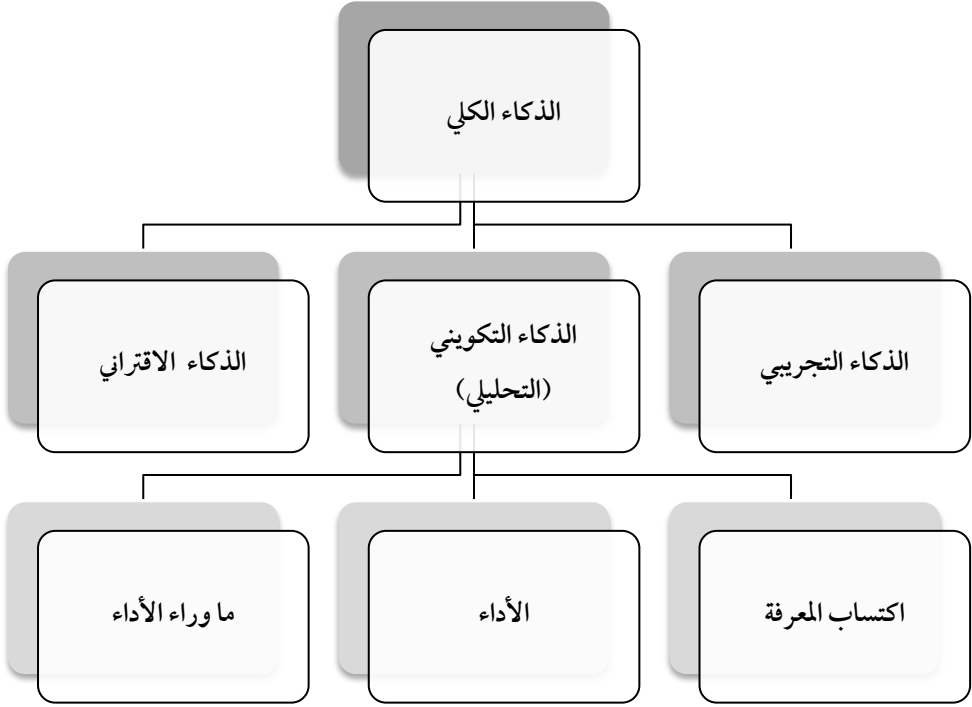 الذكاء الكلي
الذكاء التجريبي
الذكاء التكويني
(التحليلي)
الذكاء الاقتراني
اكتساب المعرفة
الأداء
ما وراء الأداء